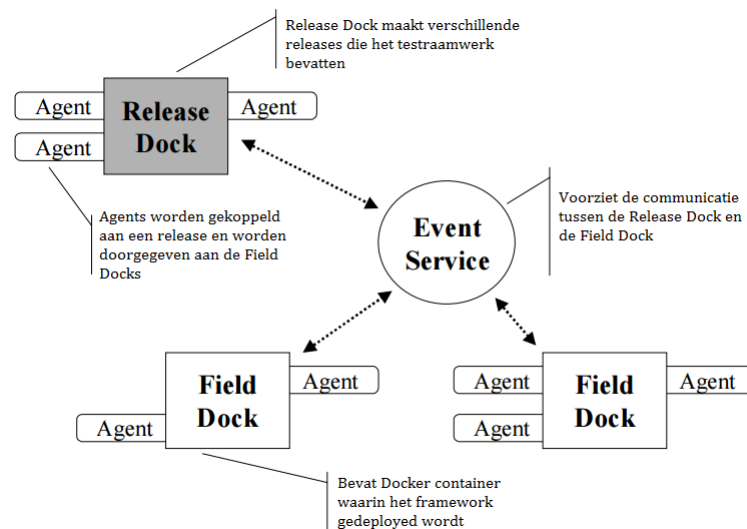 Release Dock maakt verschillende
releases die het testraamwerk
bevatten
Agent
Release
Dock
Agent
Agent
Agents worden gekoppeld
aan een release en worden
doorgegeven aan de Field
Docks
Event
Service
Voorziet de communicatie
tussen de Release Dock en
de Field Dock
Field
Dock
Agent
Agent
Agent
Field
Dock
Agent
Agent
Bevat Docker container
waarin het framework
gedeployed wordt